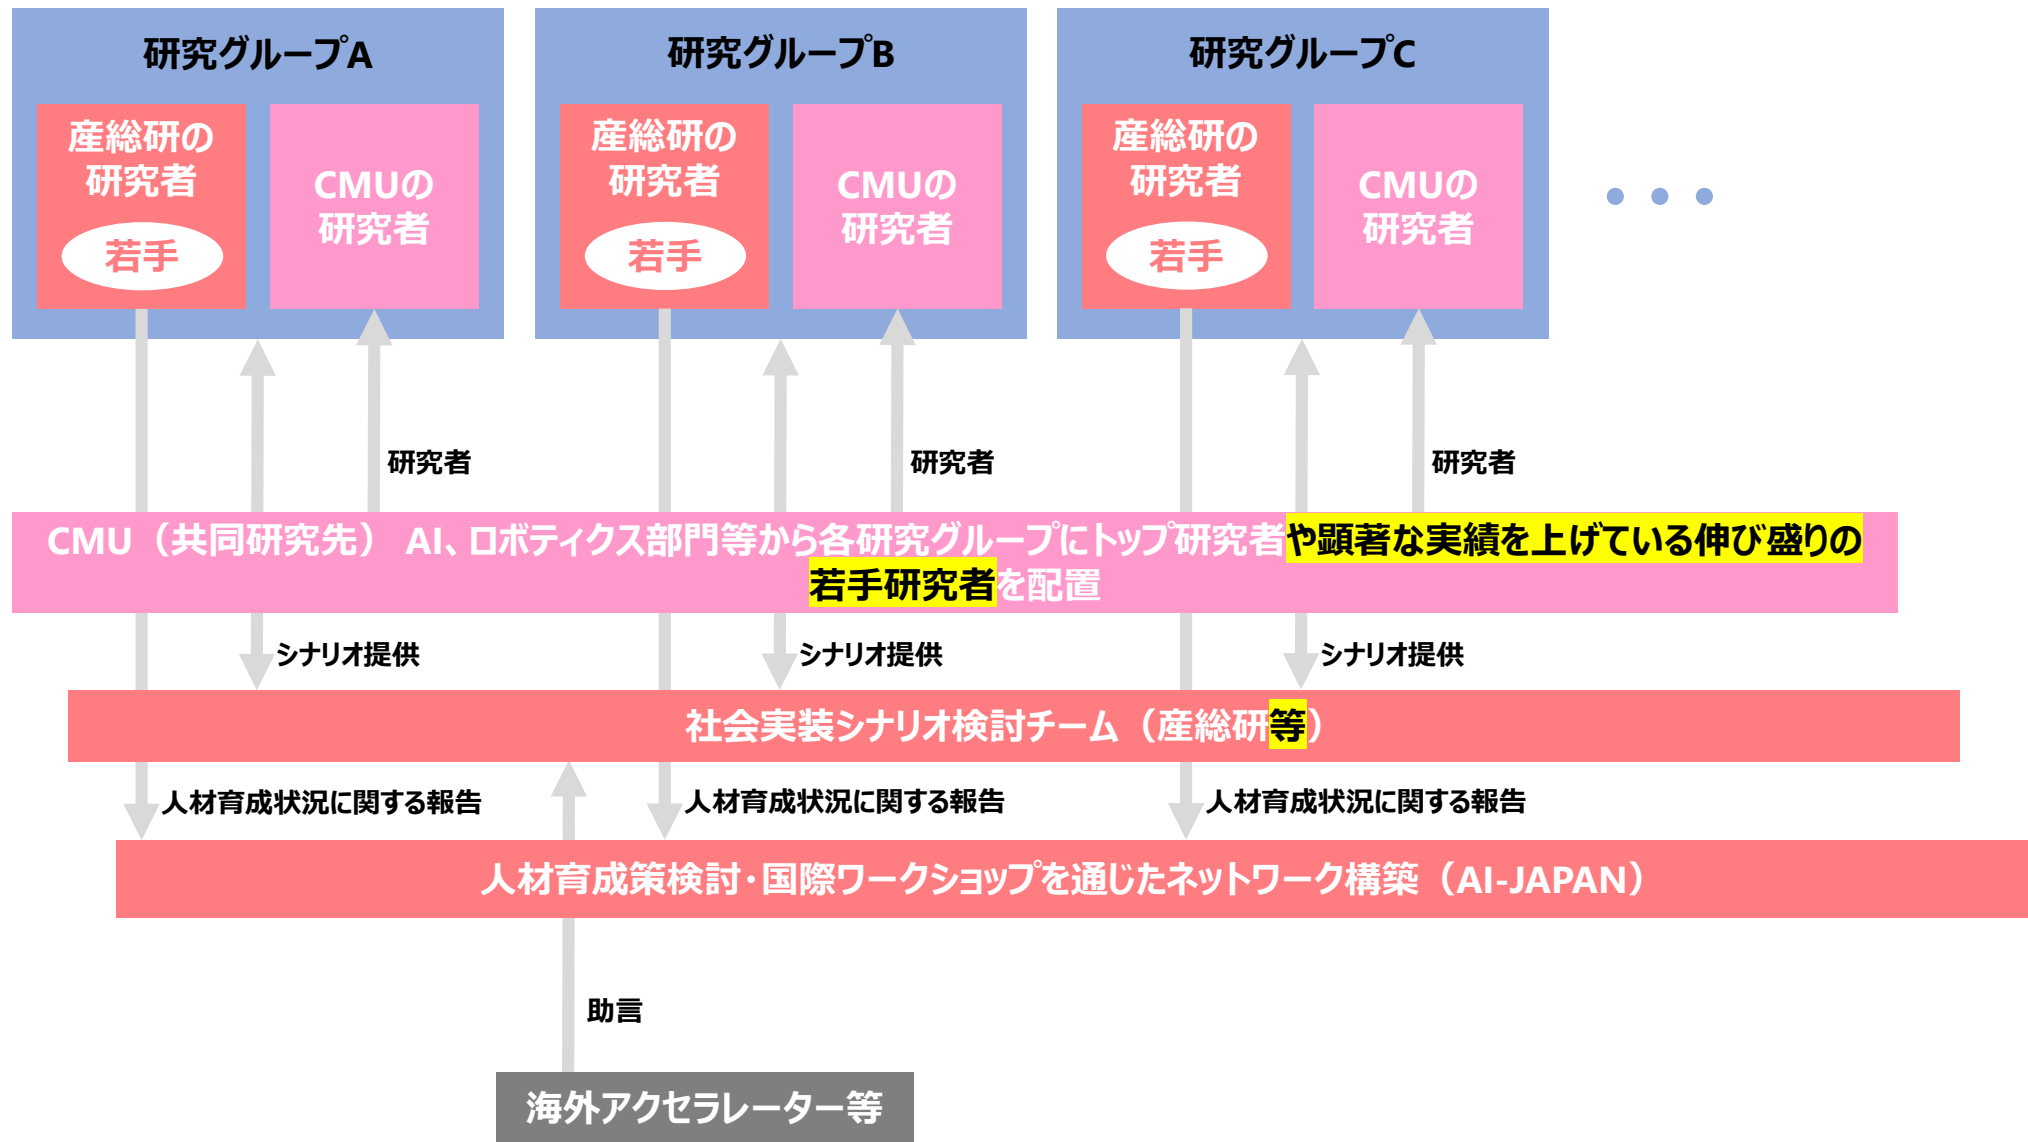 研究グループA
研究グループB
研究グループC
産総研の
研究者
若手
CMUの
研究者
産総研の
研究者
若手
CMUの
研究者
産総研の
研究者
若手
CMUの
研究者
・・・
研究者
研究者
研究者
CMU（共同研究先） AI、ロボティクス部門等から各研究グループにトップ研究者や顕著な実績を上げている伸び盛りの
若手研究者を配置
シナリオ提供
シナリオ提供
シナリオ提供
社会実装シナリオ検討チーム（産総研等）
人材育成状況に関する報告
人材育成状況に関する報告
人材育成状況に関する報告
人材育成策検討・国際ワークショップを通じたネットワーク構築（AI-JAPAN）
助言
海外アクセラレーター等